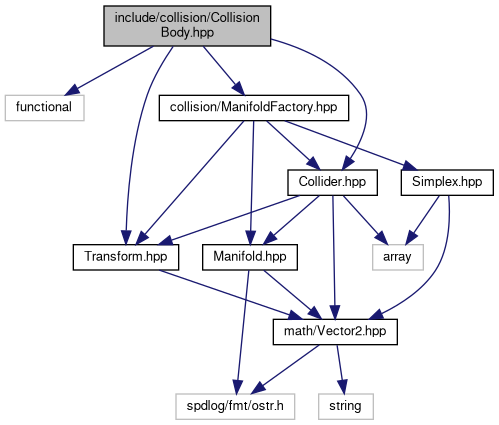 include/collision/Collision
Body.hpp
functional
collision/ManifoldFactory.hpp
Collider.hpp
Simplex.hpp
Transform.hpp
Manifold.hpp
array
math/Vector2.hpp
spdlog/fmt/ostr.h
string